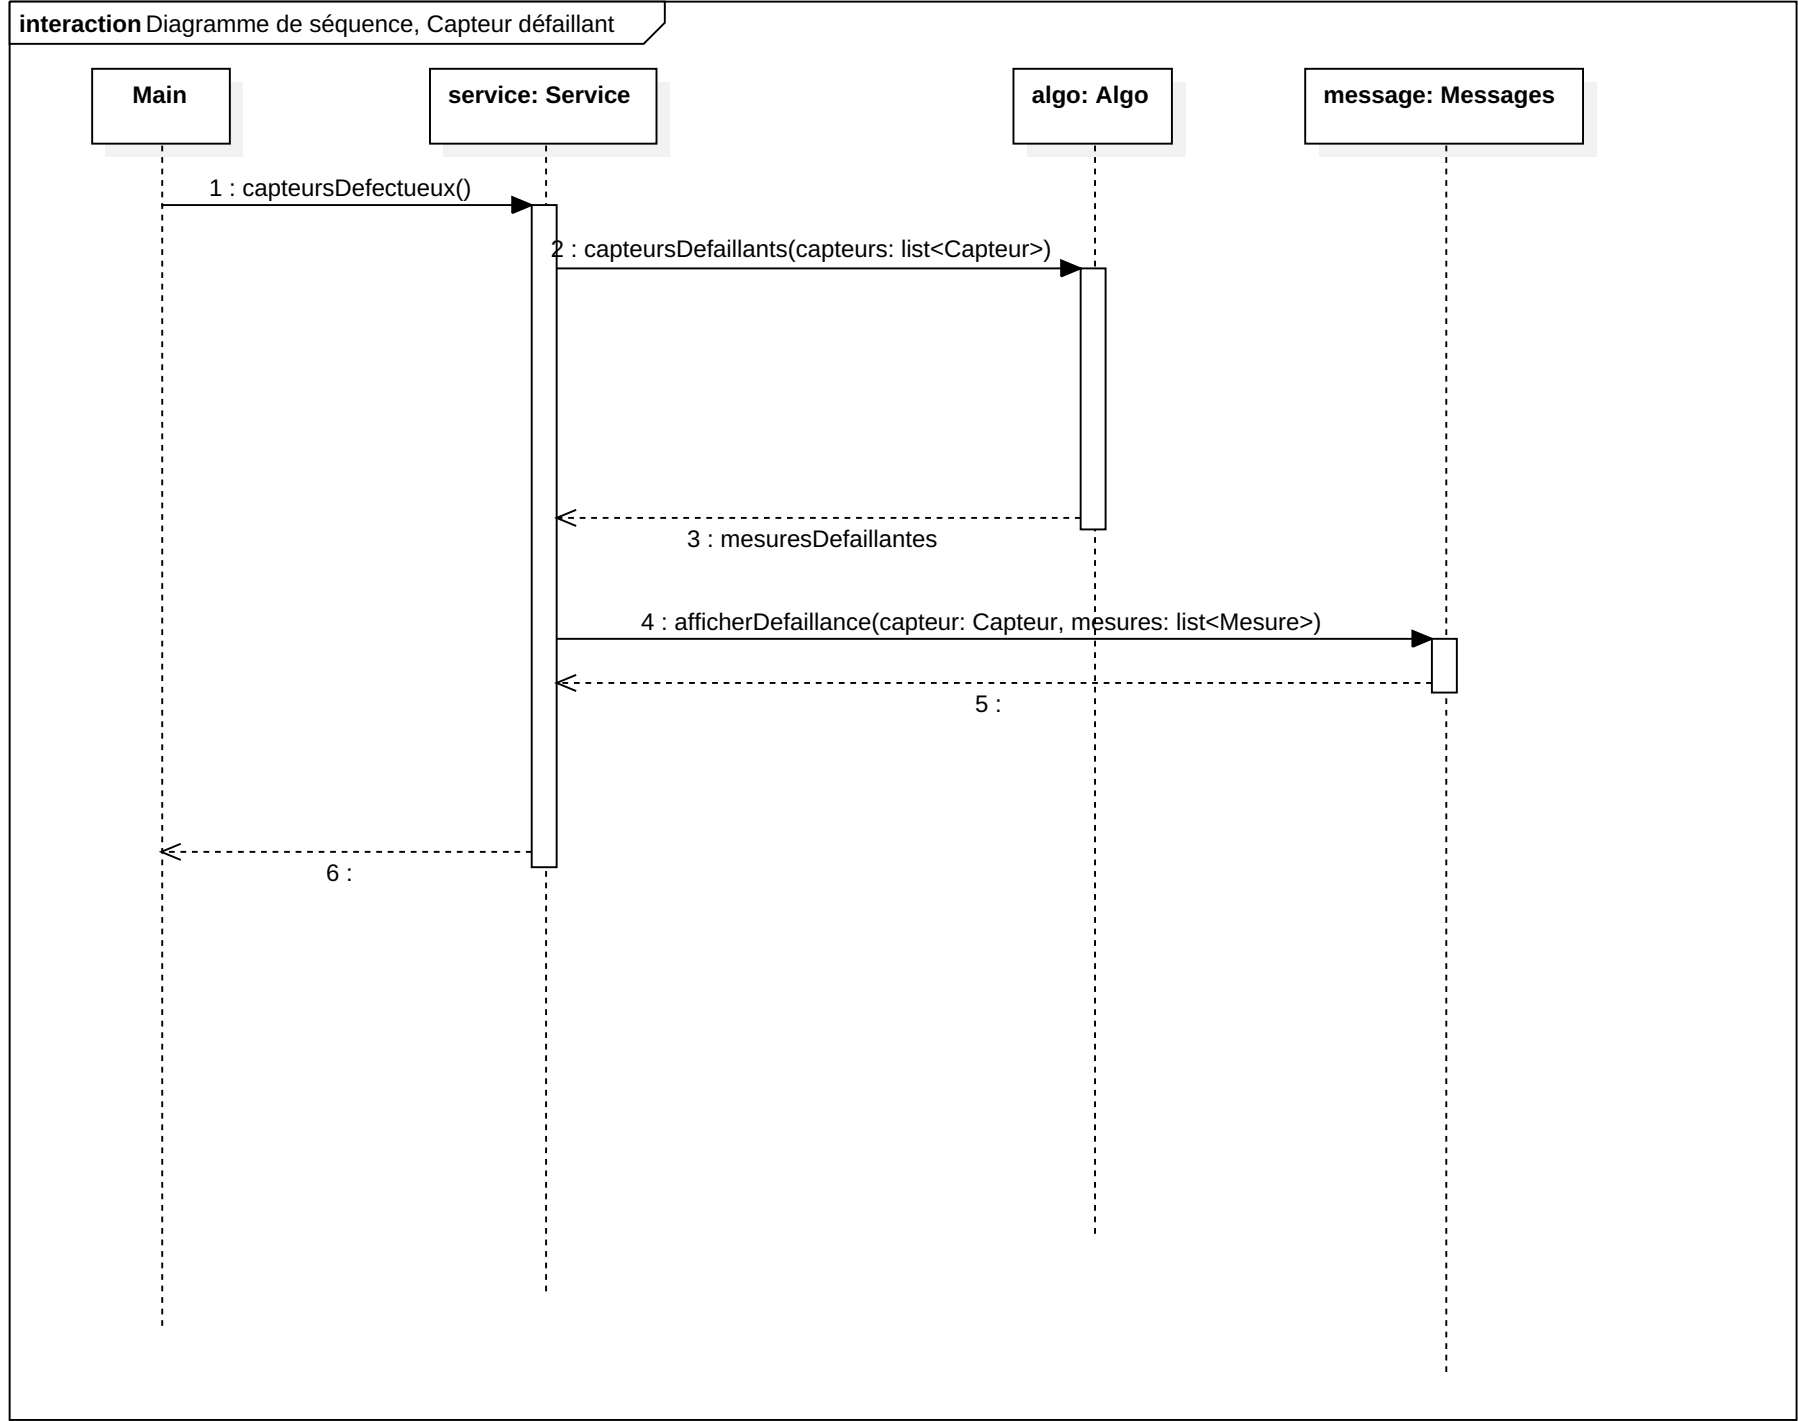 interaction Diagramme de séquence, Capteur défaillant
Main
service: Service
algo: Algo
message: Messages
1 : capteursDefectueux()
2 : capteursDefaillants(capteurs: list<Capteur>)
3 : mesuresDefaillantes
4 : afficherDefaillance(capteur: Capteur, mesures: list<Mesure>)
5 :
6 :